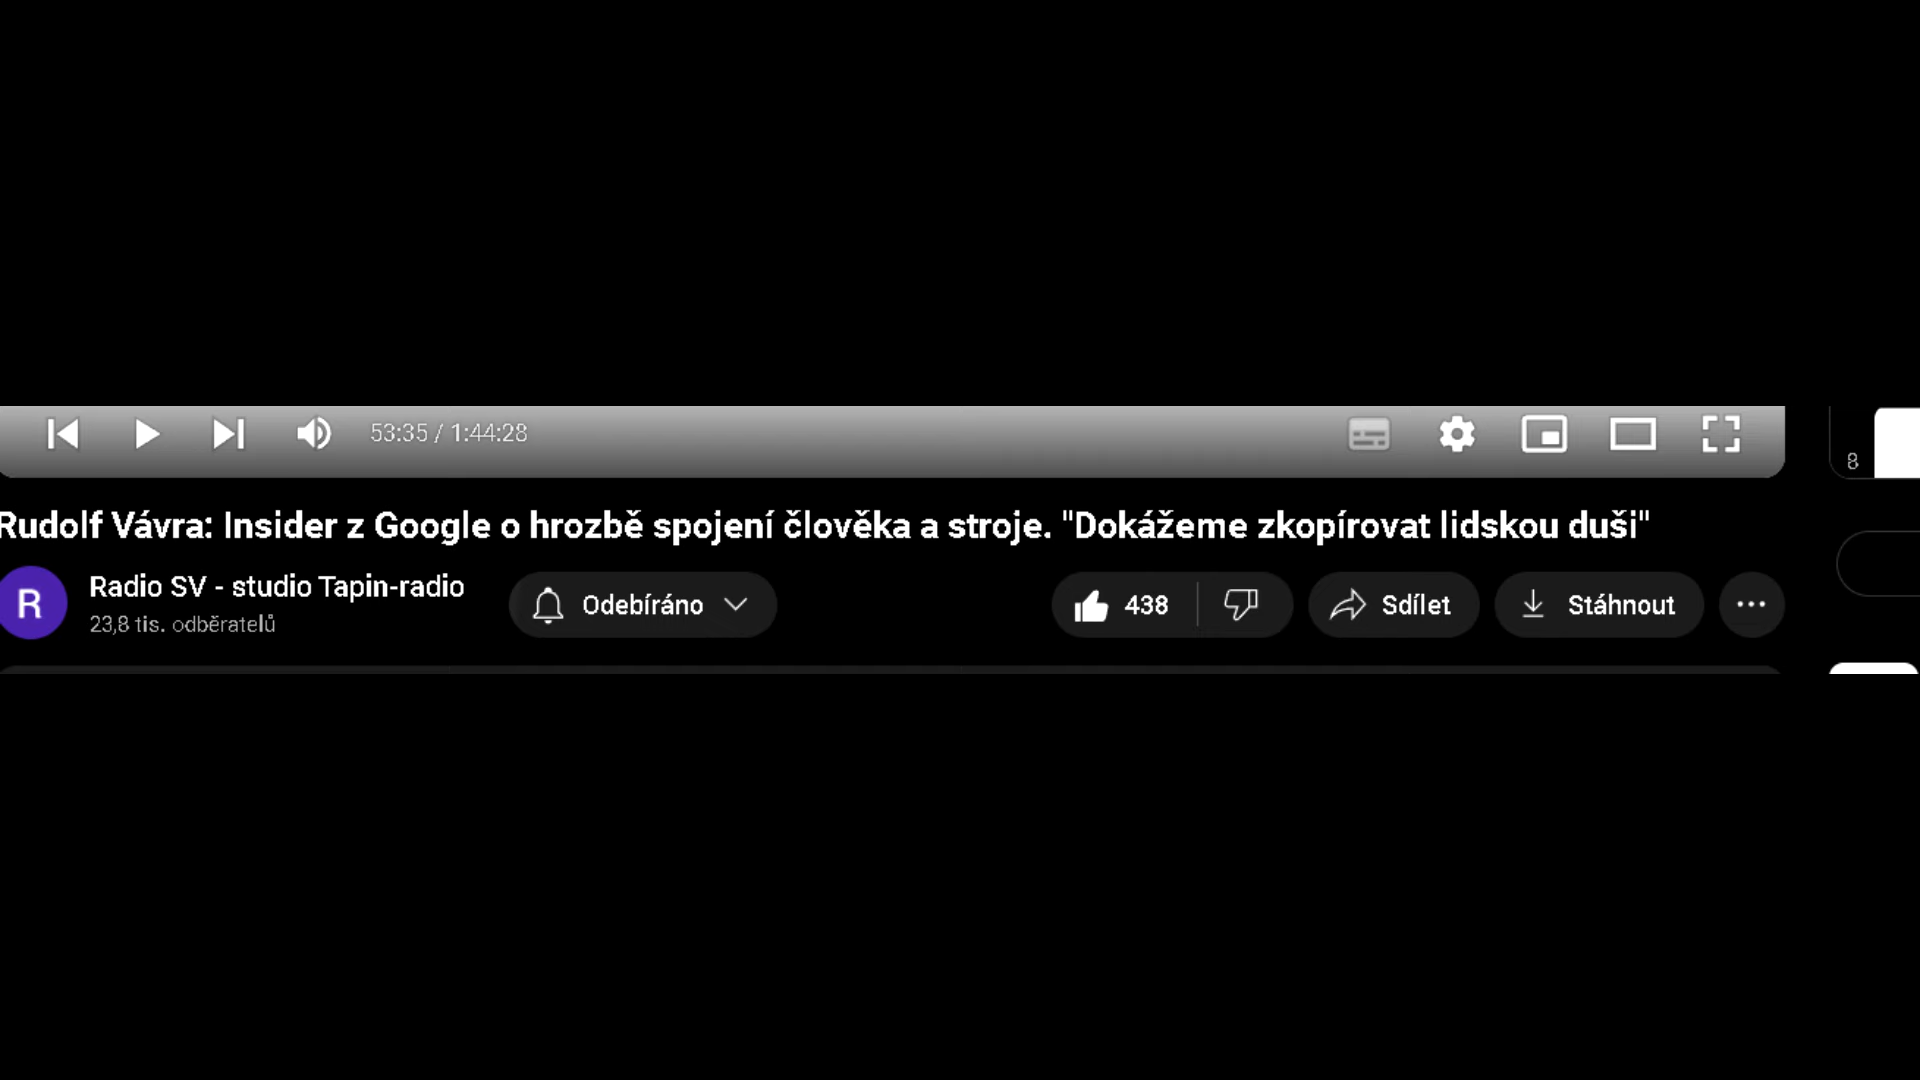 53:35 / 1:44:28
8
Rudolf Vávra: Insider z Google o hrozbě spojení člověka a stroje. "Dokážeme zkopírovat lidskou duši"
R
Radio SV - studio Tapin-radio
23,8 tis. odběratelů
Odebíráno
438
Sdílet
Stáhnout